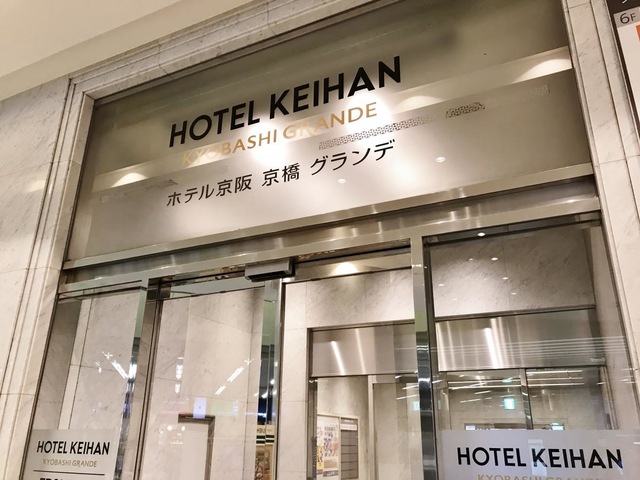 HOTEL KEIHAN
KYOBASHI GRANDE
ホテル京阪 京橋 グランデ
6F
HOTEL KEIHAN
KYOBASHI GRANDE
HOTEL KEIHAN
KYOBASHI GRANDE